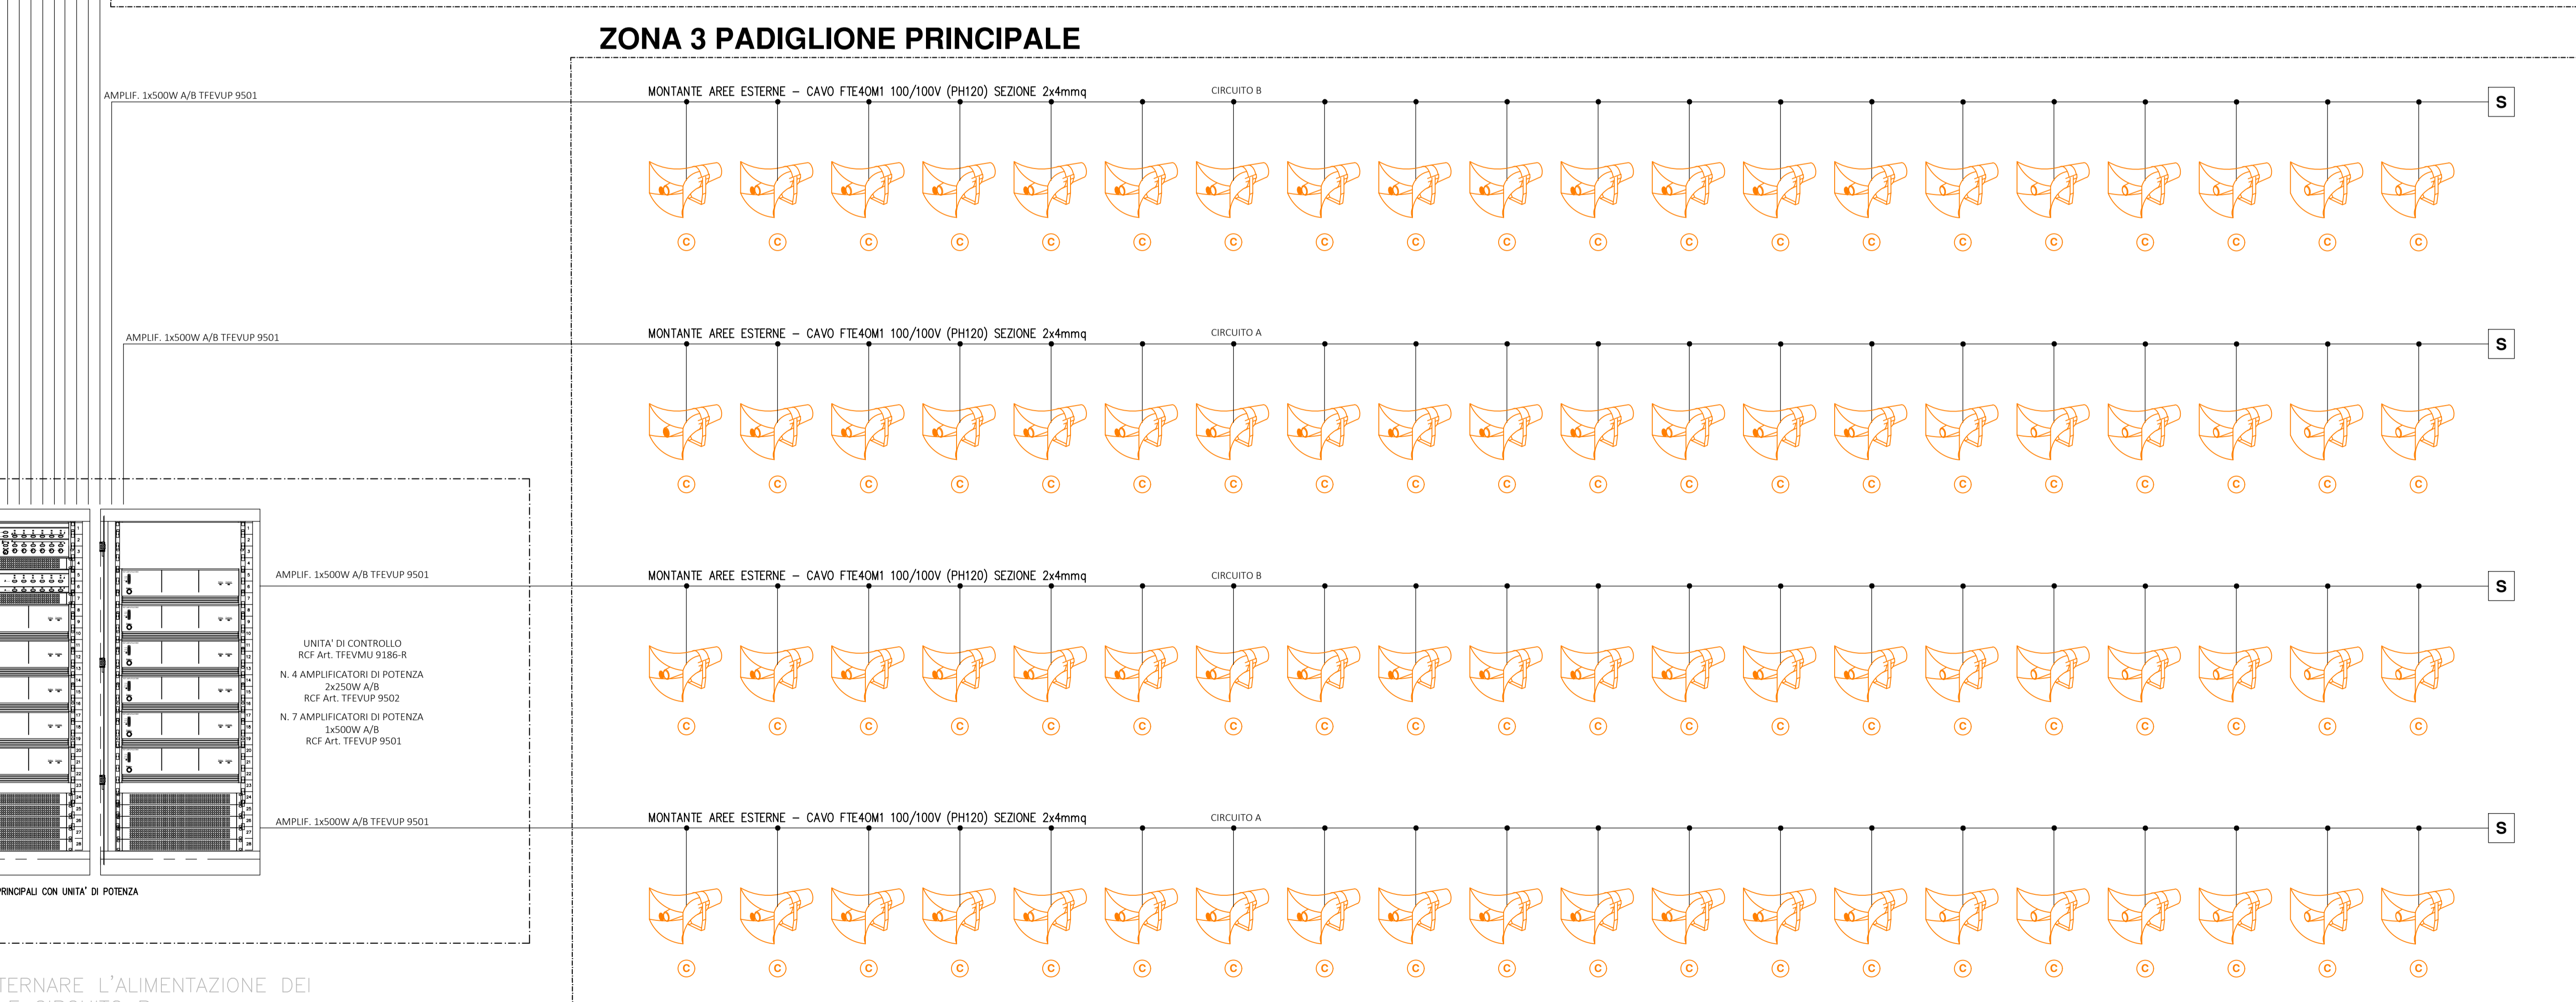 ZONA 3 PADIGLIONE PRINCIPALE
AMPLIF. 1x500W A/B TFEVUP 9501
MONTANTE AREE ESTERNE – CAVO FTE4OM1 100/100V (PH120) SEZIONE 2x4mmq
CIRCUITO B
S
C C C C C C C C C C C C C C C C C C C C
AMPLIF. 1x500W A/B TFEVUP 9501
MONTANTE AREE ESTERNE – CAVO FTE4OM1 100/100V (PH120) SEZIONE 2x4mmq
CIRCUITO A
S
C C C C C C C C C C C C C C C C C C C C
AMPLIF. 1x500W A/B TFEVUP 9501
MONTANTE AREE ESTERNE – CAVO FTE4OM1 100/100V (PH120) SEZIONE 2x4mmq
CIRCUITO B
S
C C C C C C C C C C C C C C C C C C C C
UNITA' DI CONTROLLO
RCF Art. TFEVMU 9186-R
N. 4 AMPLIFICATORI DI POTENZA
2x250W A/B
RCF Art. TFEVUP 9502
N. 7 AMPLIFICATORI DI POTENZA
1x500W A/B
RCF Art. TFEVUP 9501
AMPLIF. 1x500W A/B TFEVUP 9501
MONTANTE AREE ESTERNE – CAVO FTE4OM1 100/100V (PH120) SEZIONE 2x4mmq
CIRCUITO A
S
C C C C C C C C C C C C C C C C C C C C
PRINCIPALI CON UNITA' DI POTENZA
TERNARE L'ALIMENTAZIONE DEI